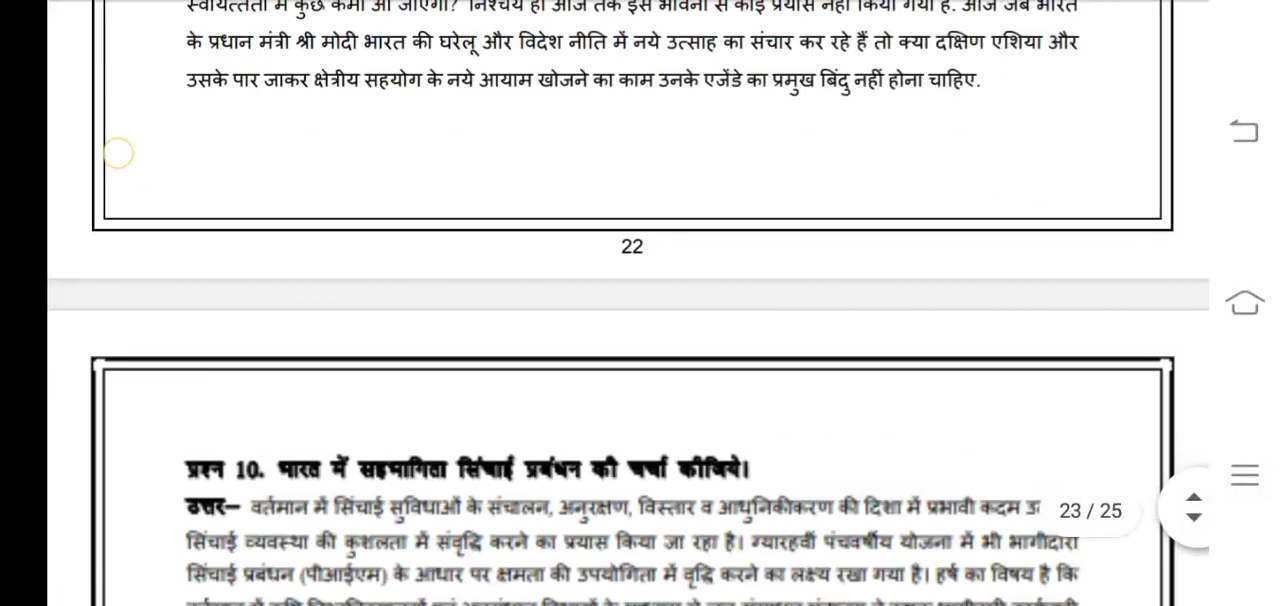 स्वायत्तता में कुछ कमी आ जाएगी? निश्चय ही आज तक इस भावना से कोई प्रयास नहीं किया गया है. आज जब भारत
के प्रधान मंत्री श्री मोदी भारत की घरेलू और विदेश नीति में नये उत्साह का संचार कर रहे हैं तो क्या दक्षिण एशिया और
उसके पार जाकर क्षेत्रीय सहयोग के नये आयाम खोजने का काम उनके एजेंडे का प्रमुख बिंदु नहीं होना चाहिए.
22
प्रश्न 10. भारत में सहभागिता सिंचाई प्रबंधन की चर्चा कीजिये।
उत्तर– वर्तमान में सिंचाई सुविधाओं के संचालन, अनुरक्षण, विस्तार व आधुनिकीकरण की दिशा में प्रभावी कदम
23 / 25
सिंचाई व्यवस्था की कुशलता में संवृद्धि करने का प्रयास किया जा रहा है। ग्यारहवीं पंचवर्षीय योजना में भी भागीदारी
सिंचाई प्रबंधन (पीआईएम) के आधार पर क्षमता की उपयोगिता में वृद्धि करने का लक्ष्य रखा गया है। हर्ष का विषय है कि